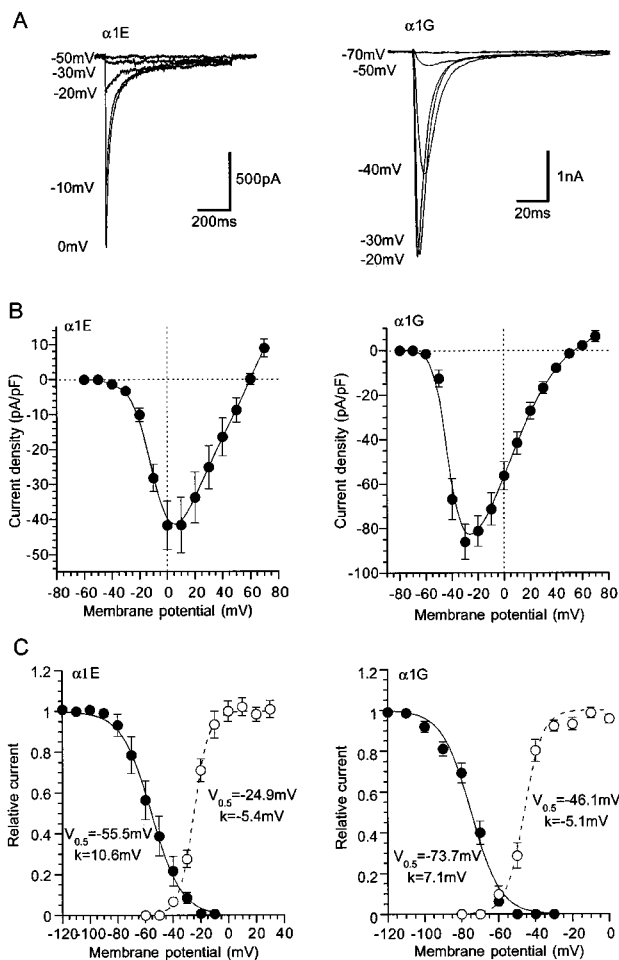 A
α1E
-50mV
-30mV
-20mV
-10mV
0mV
500pA
200ms
α1G
-70mV
-50mV
-40mV
-30mV
-20mV
1nA
20ms
B
α1E
Current density (pA/pF)
10
0
-10
-20
-30
-40
-50
-80 -60 -40 -20 0 20 40 60 80
Membrane potential (mV)
α1G
Current density (pA/pF)
0
-20
-40
-60
-80
-100
-80 -60 -40 -20 0 20 40 60 80
Membrane potential (mV)
C
α1E
Relative current
1.2
1
0.8
0.6
0.4
0.2
0
V0.5=-55.5mV
k=10.6mV
V0.5=-24.9mV
k=-5.4mV
-120 -100 -80 -60 -40 -20 0 20 40
Membrane potential (mV)
α1G
Relative current
1.2
1
0.8
0.6
0.4
0.2
0
V0.5=-73.7mV
k=7.1mV
V0.5=-46.1mV
k=-5.1mV
-120 -100 -80 -60 -40 -20 0
Membrane potential (mV)